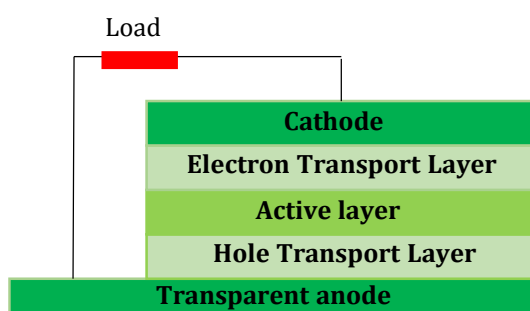 Load
Cathode
Electron Transport Layer
Active layer
Hole Transport Layer
Transparent anode